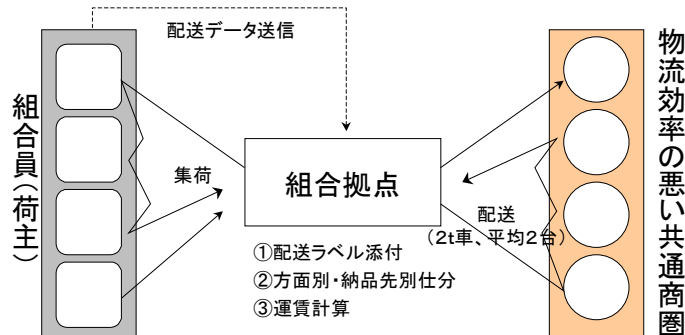 配送データ送信
組合員(荷主)
集荷
組合拠点
配送
(2t車、平均2台)
①配送ラベル添付
②方面別・納品先別仕分
③運賃計算
物流効率の悪い共通商圏